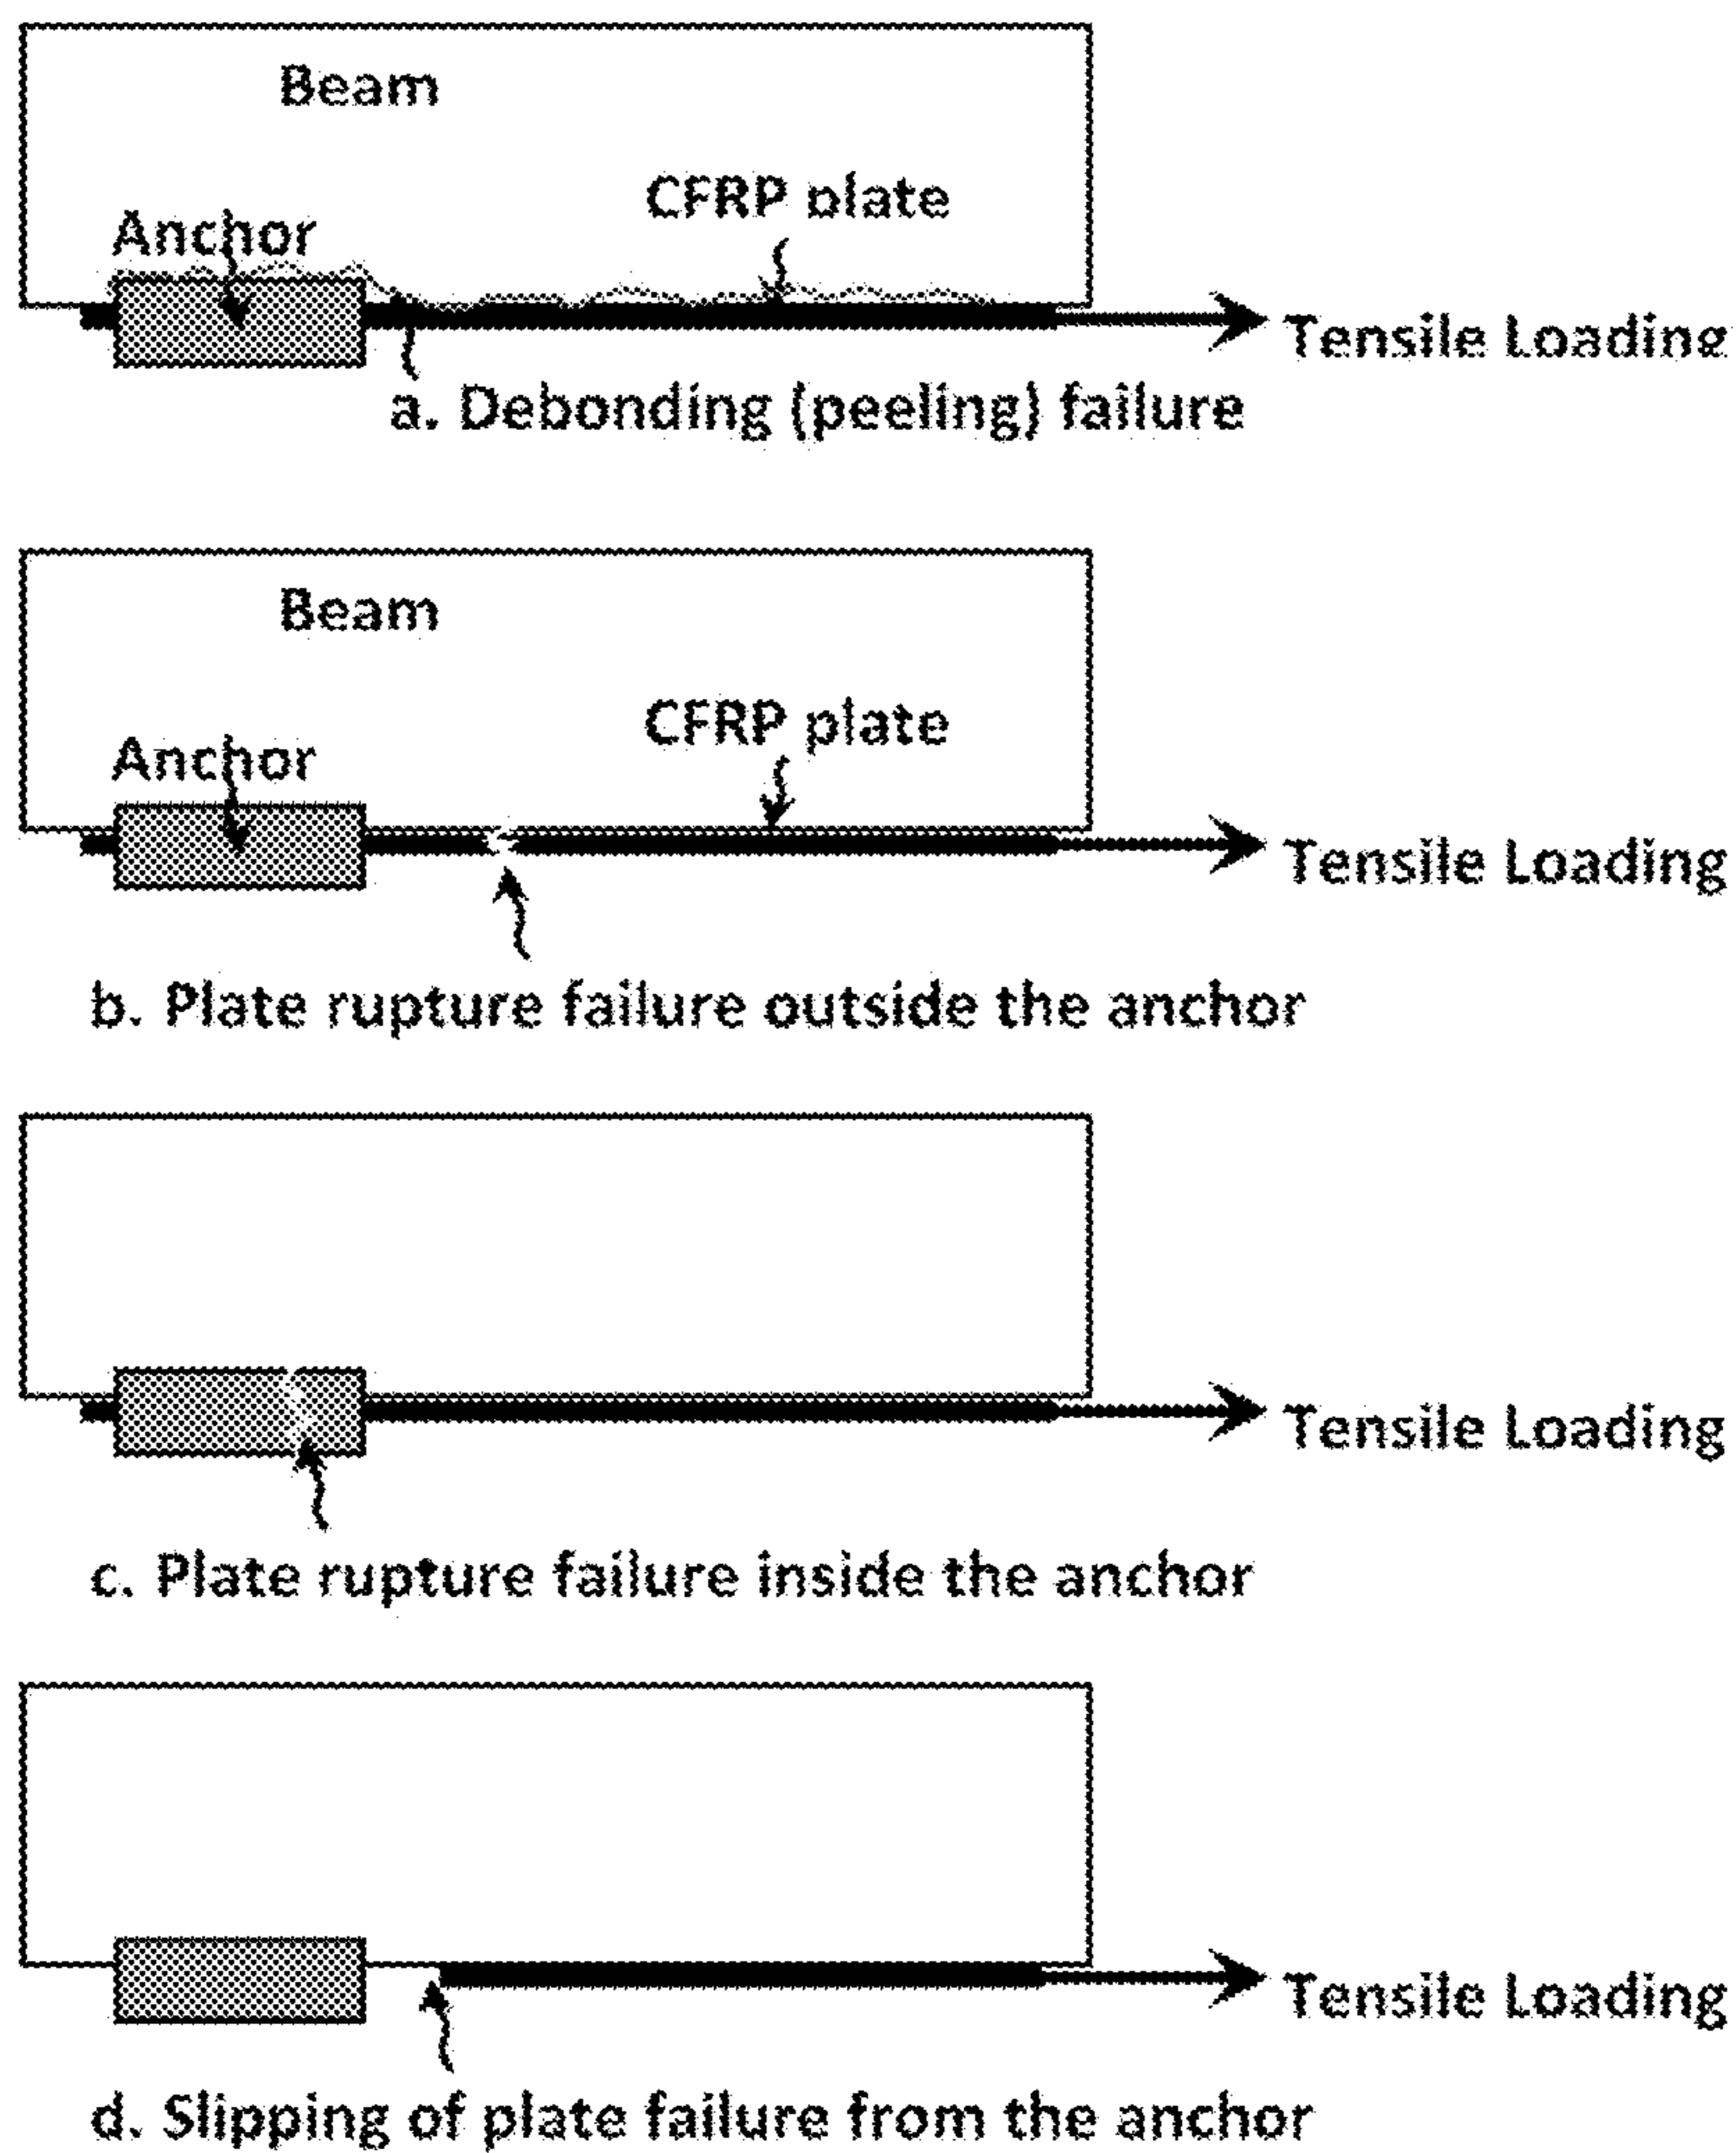 Beam
CFRP plate
Anchor
Tensile Loading
a. Debonding (peeling) failure
Beam
CFRP plate
Anchor
Tensile Loading
b. Plate rupture failure outside the anchor
Tensile Loading
c. Plate rupture failure inside the anchor
Tensile Loading
d. Slipping of plate failure from the anchor